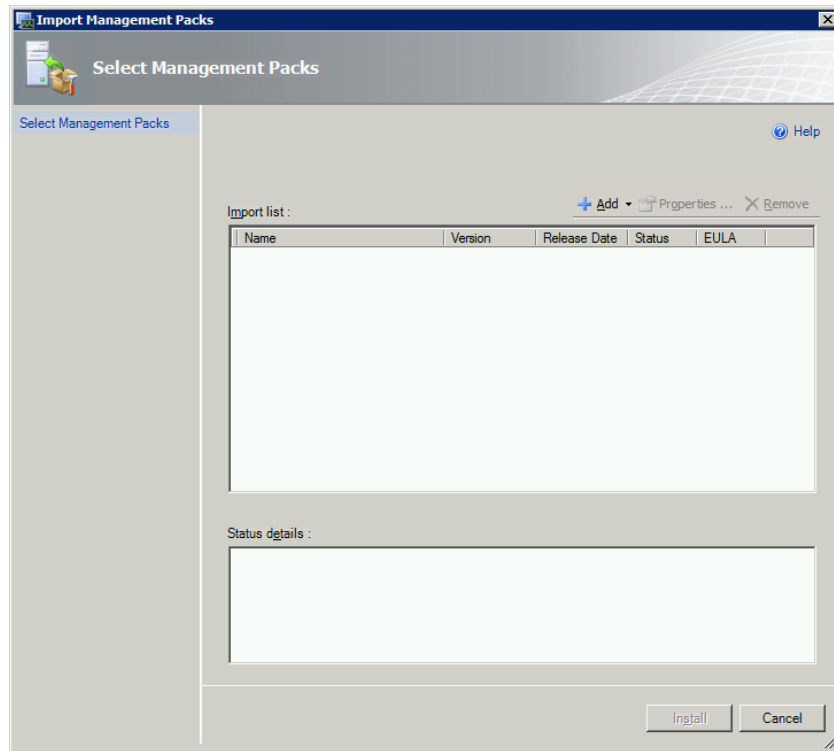 Import Management Packs
Select Management Packs
Select Management Packs
Help
Import list :
Add Properties ... Remove
Name Version Release Date Status EULA
Status details :
Install Cancel